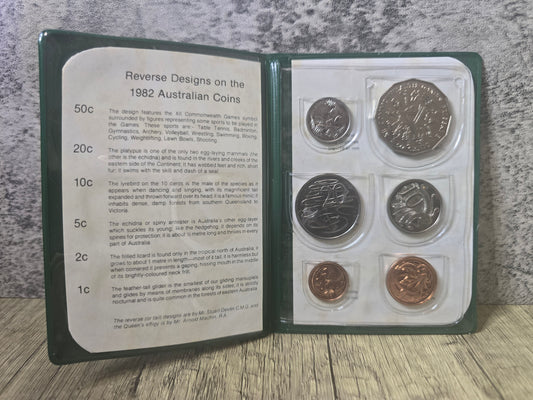 Reverse Designs on the
1982 Australian Coins
50c
The design features the XII Commonwealth Games symbol
surrounded by figures representing some sports to be played in
the Games. These sports are - Table Tennis, Badminton,
Gymnastics, Archery, Volleyball, Wrestling, Swimming, Boxing,
Cycling, Weightlifting, Lawn Bowls, Shooting.
20c
The platypus is one of the only two egg-laying mammals (the
other is the echidna) and is found in the rivers and creeks of the
eastern side of the Continent. It has webbed feet and rich, short
fur; it swims with the skill and dash of a seal.
10c
The lyrebird on the 10 cents is the male of the species as it
appears when dancing and singing, with its magnificent tail
expanded and thrown forward over its head; it is a famous mimic; it
inhabits dense, damp forests from southern Queensland to
Victoria.
5c
The echidna or spiny anteater is Australia's other egg-layer
which suckles its young; like the hedgehog, it depends on its
spines for protection; it is about ½ metre long and thrives in every
part of Australia.
2c
The frilled lizard is found only in the tropical north of Australia, it
grows to about 1 metre in length—most of it tail; it is harmless but
when cornered it presents a gaping, hissing mouth in the middle
of its brightly-coloured neck frill.
1c
The feather-tail glider is the smallest of our gliding marsupials
and glides by means of membranes along its sides; it is strictly
nocturnal and is quite common in the forests of eastern Australia.
The reverse (or tail) designs are by Mr. Stuart Devlin C.M.G. and
the Queen's effigy is by Mr. Arnold Machin, R.A.